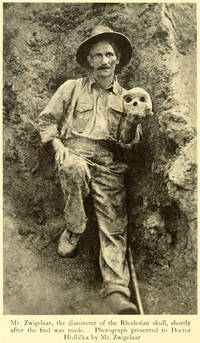 Mr. Zwigelaar, the discoverer of the Rhodesian skull, shortly
after the find was made. Photograph presented to Doctor
Hrdlička by Mr. Zwigelaar